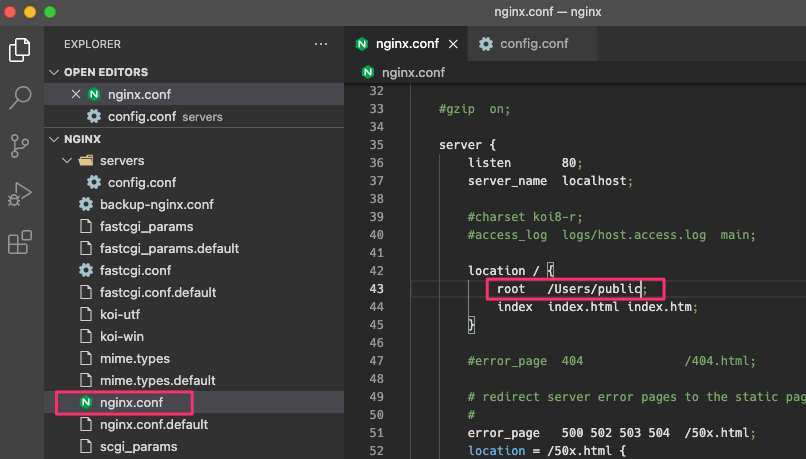 nginx.conf — nginx
EXPLORER ...
OPEN EDITORS
nginx.conf
config.conf servers
NGINX
servers
config.conf
backup-nginx.conf
fastcgi_params
fastcgi_params.default
fastcgi.conf
fastcgi.conf.default
koi-utf
koi-win
mime.types
mime.types.default
nginx.conf
nginx.conf.default
scgi_params
nginx.conf config.conf
nginx.conf
32
33 #gzip on;
34
35 server {
36 listen 80;
37 server_name localhost;
38
39 #charset koi8-r;
40 #access_log logs/host.access.log main;
41
42 location / {
43 root /Users/public;
44 index index.html index.htm;
45 }
46
47 #error_page 404 /404.html;
48
49 # redirect server error pages to the static pag
50 #
51 error_page 500 502 503 504 /50x.html;
52 location = /50x.html {